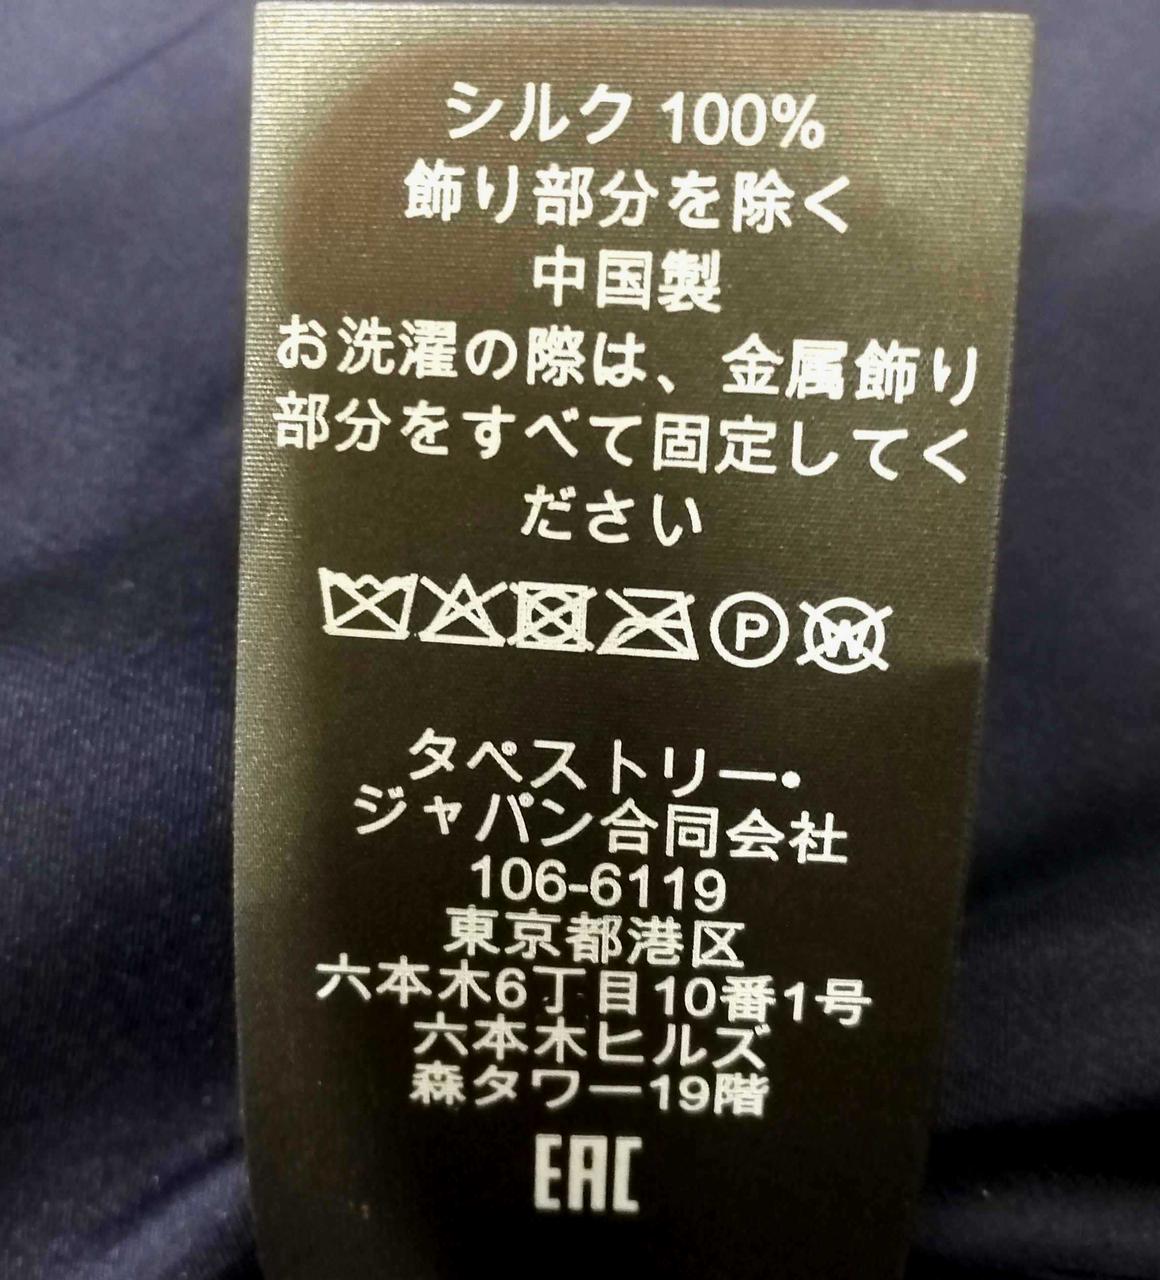 シルク 100%
飾り部分を除く
中国製
お洗濯の際は、金属飾り
部分をすべて固定してく
ださい
P W
タペストリー・
ジャパン合同会社
106-6119
東京都港区
六本木6丁目10番1号
六本木ヒルズ
森タワー19階
EAC